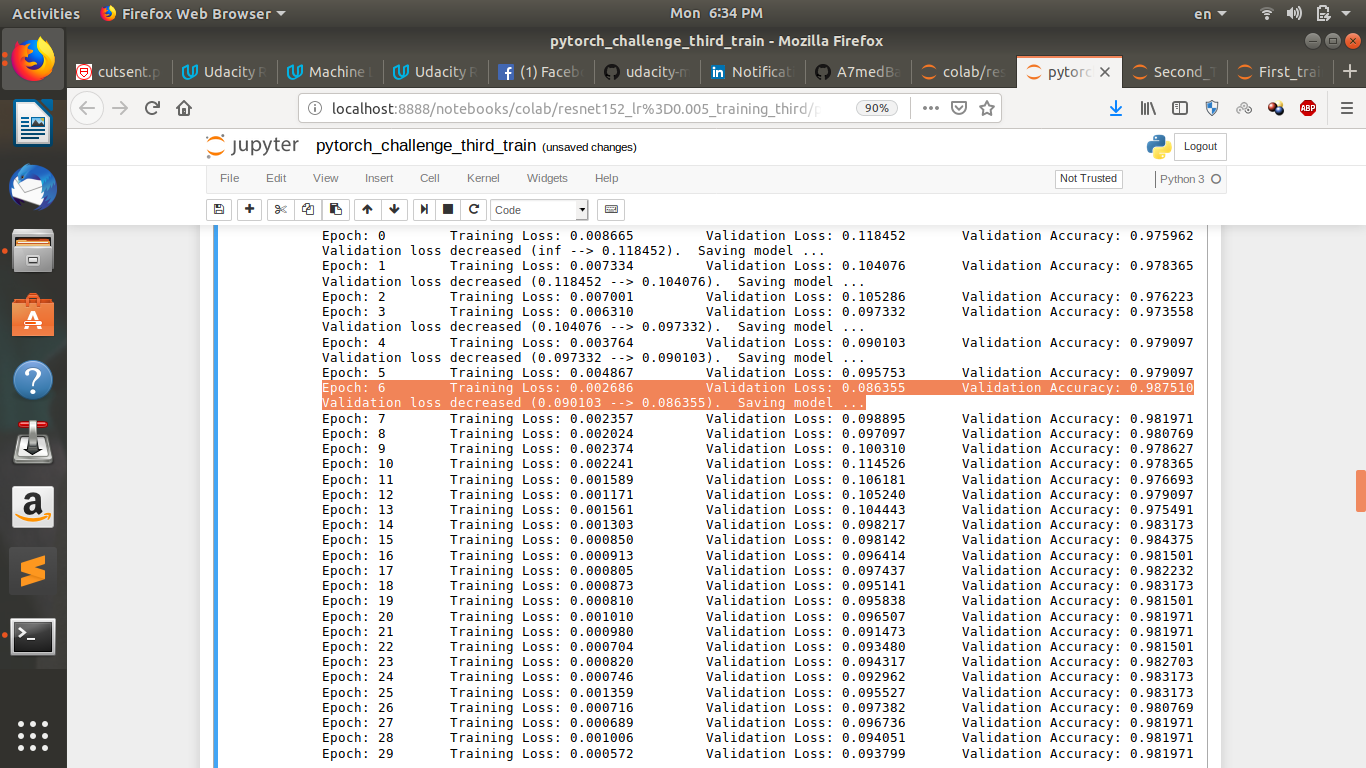 Activities Firefox Web Browser Mon 6:34 PM en
pytorch_challenge_third_train - Mozilla Firefox
cutsent.p Udacity Machine Udacity (1) Faceb udacity-m Notificat A7medBa colab/res pytorc Second_ First_trai
localhost:8888/notebooks/colab/resnet152_lr%3D0.005_training_third/p 90% ABP
jupyter pytorch_challenge_third_train (unsaved changes) Logout
File Edit View Insert Cell Kernel Widgets Help Not Trusted Python 3
Code
Epoch: 0 Training Loss: 0.008665 Validation Loss: 0.118452 Validation Accuracy: 0.975962
Validation loss decreased (inf --> 0.118452). Saving model ...
Epoch: 1 Training Loss: 0.007334 Validation Loss: 0.104076 Validation Accuracy: 0.978365
Validation loss decreased (0.118452 --> 0.104076). Saving model ...
Epoch: 2 Training Loss: 0.007001 Validation Loss: 0.105286 Validation Accuracy: 0.976223
Epoch: 3 Training Loss: 0.006310 Validation Loss: 0.097332 Validation Accuracy: 0.973558
Validation loss decreased (0.104076 --> 0.097332). Saving model ...
Epoch: 4 Training Loss: 0.003764 Validation Loss: 0.090103 Validation Accuracy: 0.979097
Validation loss decreased (0.097332 --> 0.090103). Saving model ...
Epoch: 5 Training Loss: 0.004867 Validation Loss: 0.095753 Validation Accuracy: 0.979097
Epoch: 6 Training Loss: 0.002686 Validation Loss: 0.086355 Validation Accuracy: 0.987510
Validation loss decreased (0.090103 --> 0.086355). Saving model ...
Epoch: 7 Training Loss: 0.002357 Validation Loss: 0.098895 Validation Accuracy: 0.981971
Epoch: 8 Training Loss: 0.002024 Validation Loss: 0.097097 Validation Accuracy: 0.980769
Epoch: 9 Training Loss: 0.002374 Validation Loss: 0.100310 Validation Accuracy: 0.978627
Epoch: 10 Training Loss: 0.002241 Validation Loss: 0.114526 Validation Accuracy: 0.978365
Epoch: 11 Training Loss: 0.001589 Validation Loss: 0.106181 Validation Accuracy: 0.976693
Epoch: 12 Training Loss: 0.001171 Validation Loss: 0.105240 Validation Accuracy: 0.979097
Epoch: 13 Training Loss: 0.001561 Validation Loss: 0.104443 Validation Accuracy: 0.975491
Epoch: 14 Training Loss: 0.001303 Validation Loss: 0.098217 Validation Accuracy: 0.983173
Epoch: 15 Training Loss: 0.000850 Validation Loss: 0.098142 Validation Accuracy: 0.984375
Epoch: 16 Training Loss: 0.000913 Validation Loss: 0.096414 Validation Accuracy: 0.981501
Epoch: 17 Training Loss: 0.000805 Validation Loss: 0.097437 Validation Accuracy: 0.982232
Epoch: 18 Training Loss: 0.000873 Validation Loss: 0.095141 Validation Accuracy: 0.983173
Epoch: 19 Training Loss: 0.000810 Validation Loss: 0.095838 Validation Accuracy: 0.981501
Epoch: 20 Training Loss: 0.001010 Validation Loss: 0.096507 Validation Accuracy: 0.981971
Epoch: 21 Training Loss: 0.000980 Validation Loss: 0.091473 Validation Accuracy: 0.981971
Epoch: 22 Training Loss: 0.000704 Validation Loss: 0.093480 Validation Accuracy: 0.981501
Epoch: 23 Training Loss: 0.000820 Validation Loss: 0.094317 Validation Accuracy: 0.982703
Epoch: 24 Training Loss: 0.000746 Validation Loss: 0.092962 Validation Accuracy: 0.983173
Epoch: 25 Training Loss: 0.001359 Validation Loss: 0.095527 Validation Accuracy: 0.983173
Epoch: 26 Training Loss: 0.000716 Validation Loss: 0.097382 Validation Accuracy: 0.980769
Epoch: 27 Training Loss: 0.000689 Validation Loss: 0.096736 Validation Accuracy: 0.981971
Epoch: 28 Training Loss: 0.001006 Validation Loss: 0.094051 Validation Accuracy: 0.981971
Epoch: 29 Training Loss: 0.000572 Validation Loss: 0.093799 Validation Accuracy: 0.981971